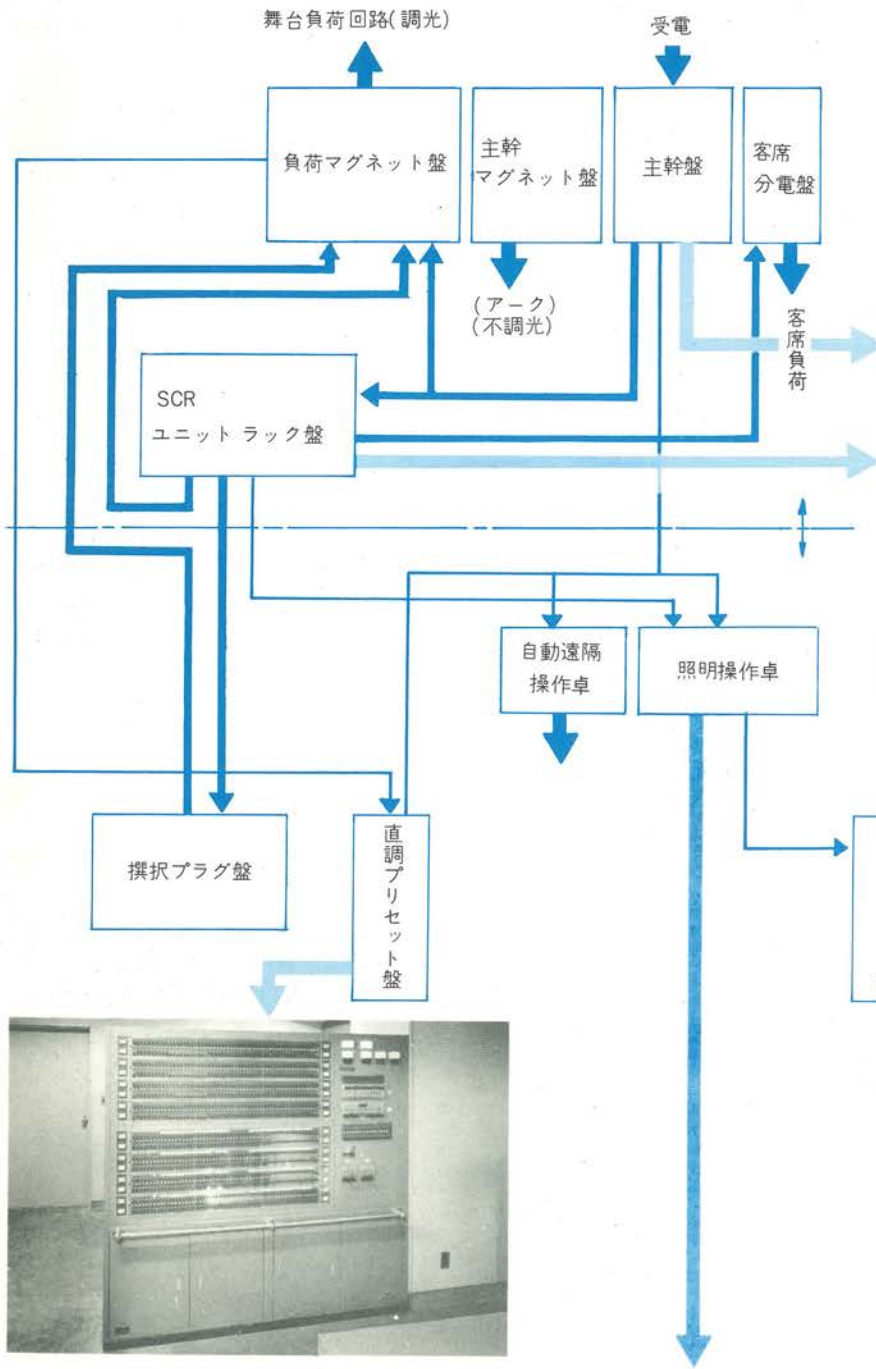 舞台負荷回路(調光)
受電
負荷マグネット盤
主幹
マグネット盤
主幹盤
客席
分電盤
(アーク)
(不調光)
客席負荷
SCR
ユニット ラック盤
自動遠隔
操作卓
照明操作卓
撰択プラグ盤
直調プリセット盤